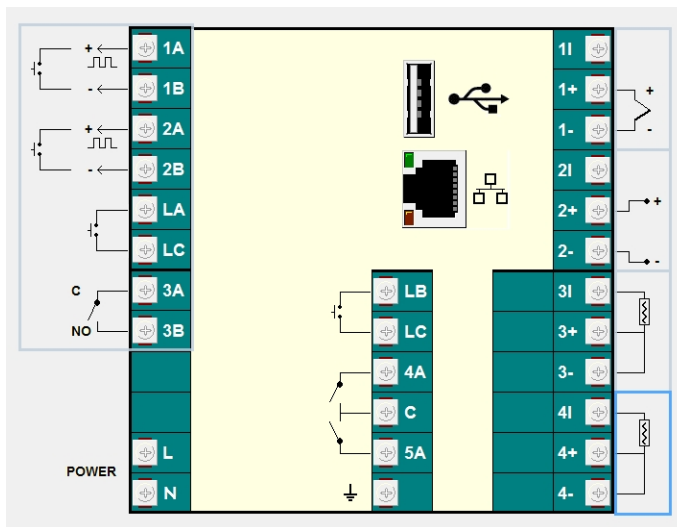 + 1A
- 1B
+ 2A
- 2B
LA
LC
C 3A
NO 3B
L
POWER
N
LB
LC
4A
C
5A
1I
1+ +
1- -
2I
2+ +
2- -
3I
3+
3-
4I
4+
4-